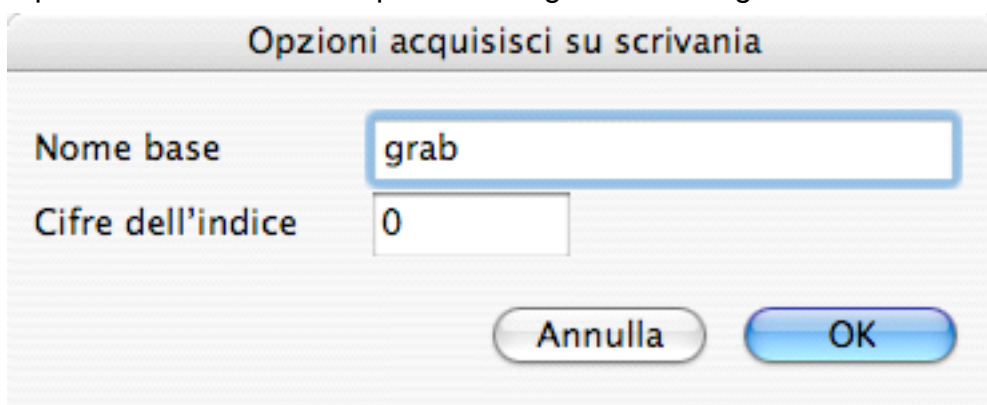 Opzioni acquisisci su scrivania
Nome base grab
Cifre dell’indice 0
Annulla OK